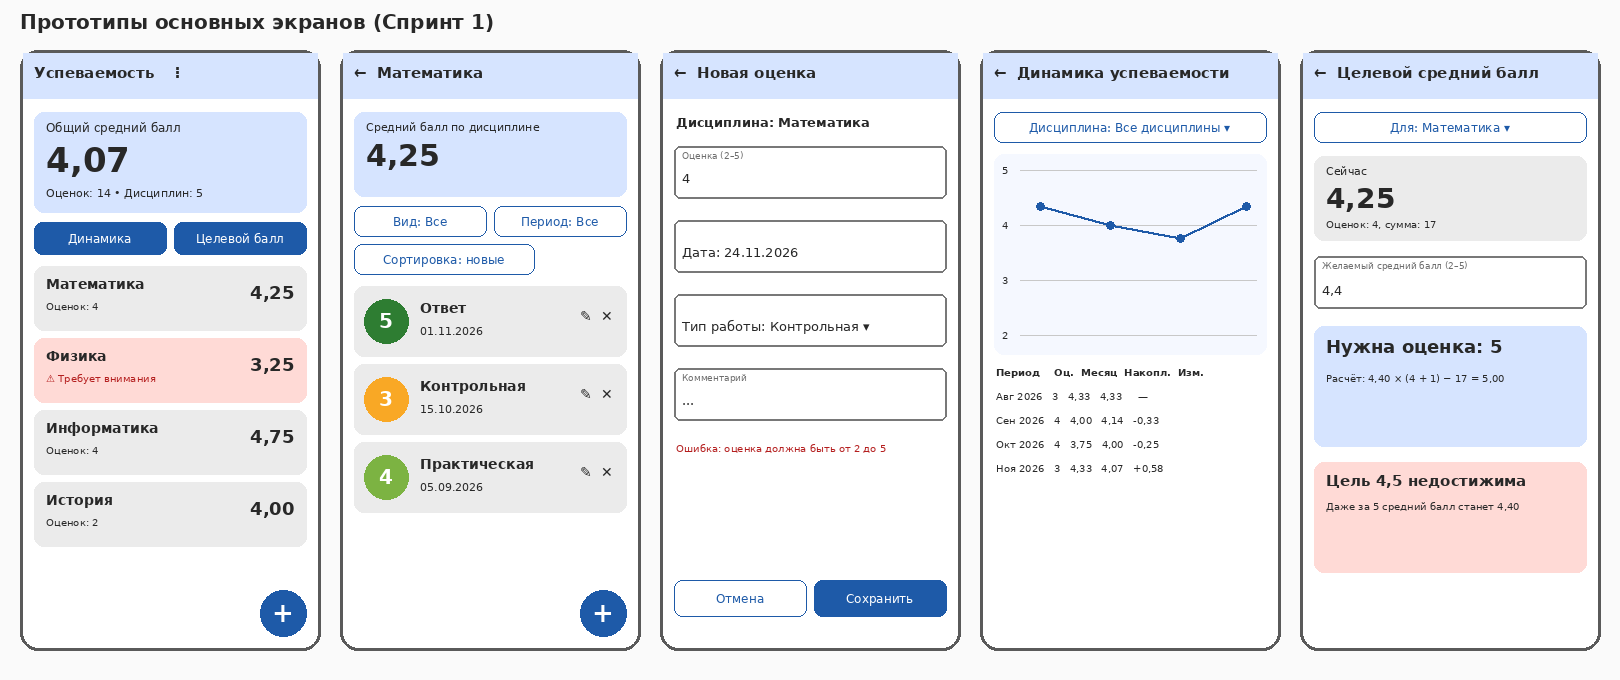 Прототипы основных экранов (Спринт 1)
Успеваемость ⋮
Общий средний балл
4,07
Оценок: 14 • Дисциплин: 5
Динамика
Целевой балл
Математика
4,25
Оценок: 4
Физика
3,25
⚠ Требует внимания
Информатика
4,75
Оценок: 4
История
4,00
Оценок: 2
+
← Математика
Средний балл по дисциплине
4,25
Вид: Все
Период: Все
Сортировка: новые
5
Ответ
01.11.2026
✎ ✕
3
Контрольная
15.10.2026
✎ ✕
4
Практическая
05.09.2026
✎ ✕
+
← Новая оценка
Дисциплина: Математика
Оценка (2–5)
4
Дата: 24.11.2026
Тип работы: Контрольная ▾
Комментарий
...
Ошибка: оценка должна быть от 2 до 5
Отмена
Сохранить
← Динамика успеваемости
Дисциплина: Все дисциплины ▾
5
4
3
2
Период Оц. Месяц Накопл. Изм.
Авг 2026 3 4,33 4,33 —
Сен 2026 4 4,00 4,14 -0,33
Окт 2026 4 3,75 4,00 -0,25
Ноя 2026 3 4,33 4,07 +0,58
← Целевой средний балл
Для: Математика ▾
Сейчас
4,25
Оценок: 4, сумма: 17
Желаемый средний балл (2–5)
4,4
Нужна оценка: 5
Расчёт: 4,40 × (4 + 1) − 17 = 5,00
Цель 4,5 недостижима
Даже за 5 средний балл станет 4,40